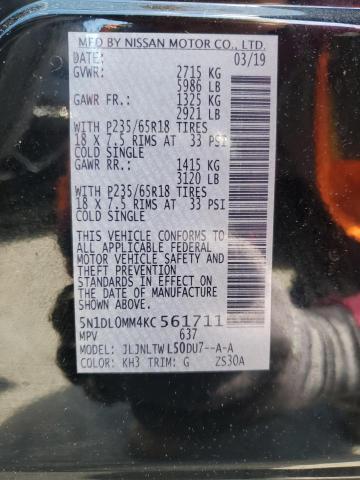 MFD BY NISSAN MOTOR CO., LTD.
DATE: 03/19
GVWR: 2715 KG
5986 LB
GAWR FR.: 1325 KG
2921 LB
WITH P235/65R18 TIRES
18 X 7.5 RIMS AT 33 PSI
COLD SINGLE
GAWR RR.: 1415 KG
3120 LB
WITH P235/65R18 TIRES
18 X 7.5 RIMS AT 33 PSI
COLD SINGLE
THIS VEHICLE CONFORMS TO
ALL APPLICABLE FEDERAL
MOTOR VEHICLE SAFETY
AND THEFT PREVENTION
STANDARDS IN EFFECT ON
THE DATE OF MANUFACTURE
SHOWN ABOVE.
5N1DL0MM4KC561711
MPV 637
MODEL: JLJNLTWL50DU7--A-A
COLOR: KH3 TRIM: G ZS30A